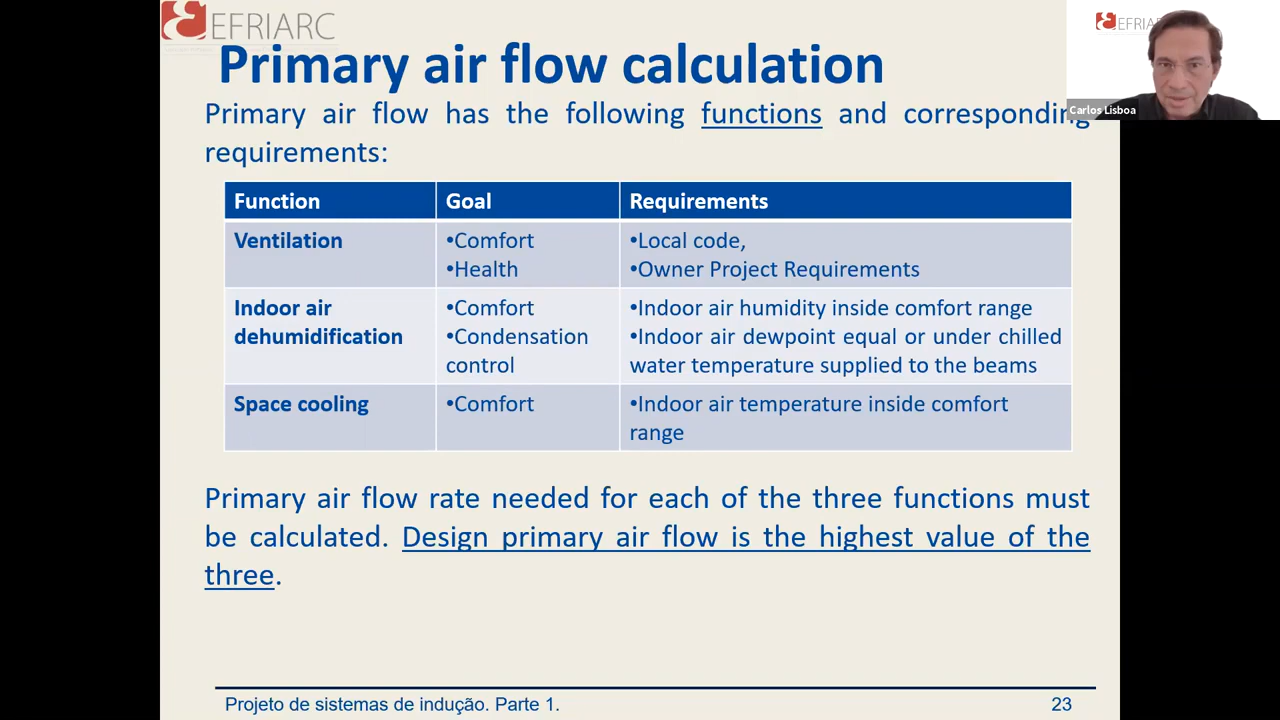 EFRIARC
EFRIARC
Carlos Lisboa
Primary air flow calculation
Primary air flow has the following functions and corresponding
requirements:
Function Goal Requirements
Ventilation
•Comfort
•Health
•Local code,
•Owner Project Requirements
Indoor air
dehumidification
•Comfort
•Condensation
control
•Indoor air humidity inside comfort range
•Indoor air dewpoint equal or under chilled
water temperature supplied to the beams
Space cooling
•Comfort
•Indoor air temperature inside comfort
range
Primary air flow rate needed for each of the three functions must
be calculated. Design primary air flow is the highest value of the
three.
Projeto de sistemas de indução. Parte 1. 23